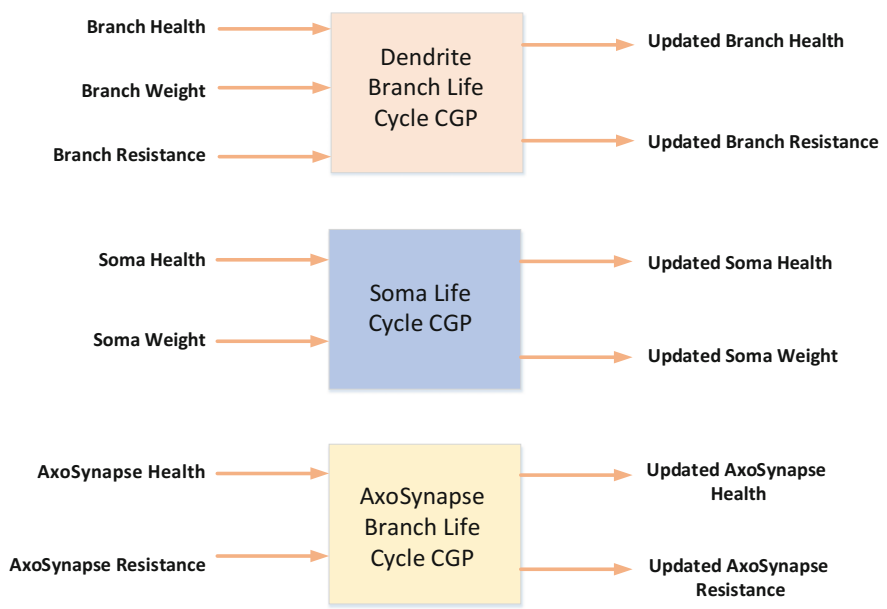 Branch Health
Branch Weight
Branch Resistance
Dendrite
Branch Life
Cycle CGP
Updated Branch Health
Updated Branch Resistance
Soma Health
Soma Weight
Soma Life
Cycle CGP
Updated Soma Health
Updated Soma Weight
AxoSynapse Health
AxoSynapse Resistance
AxoSynapse
Branch Life
Cycle CGP
Updated AxoSynapse
Health
Updated AxoSynapse
Resistance